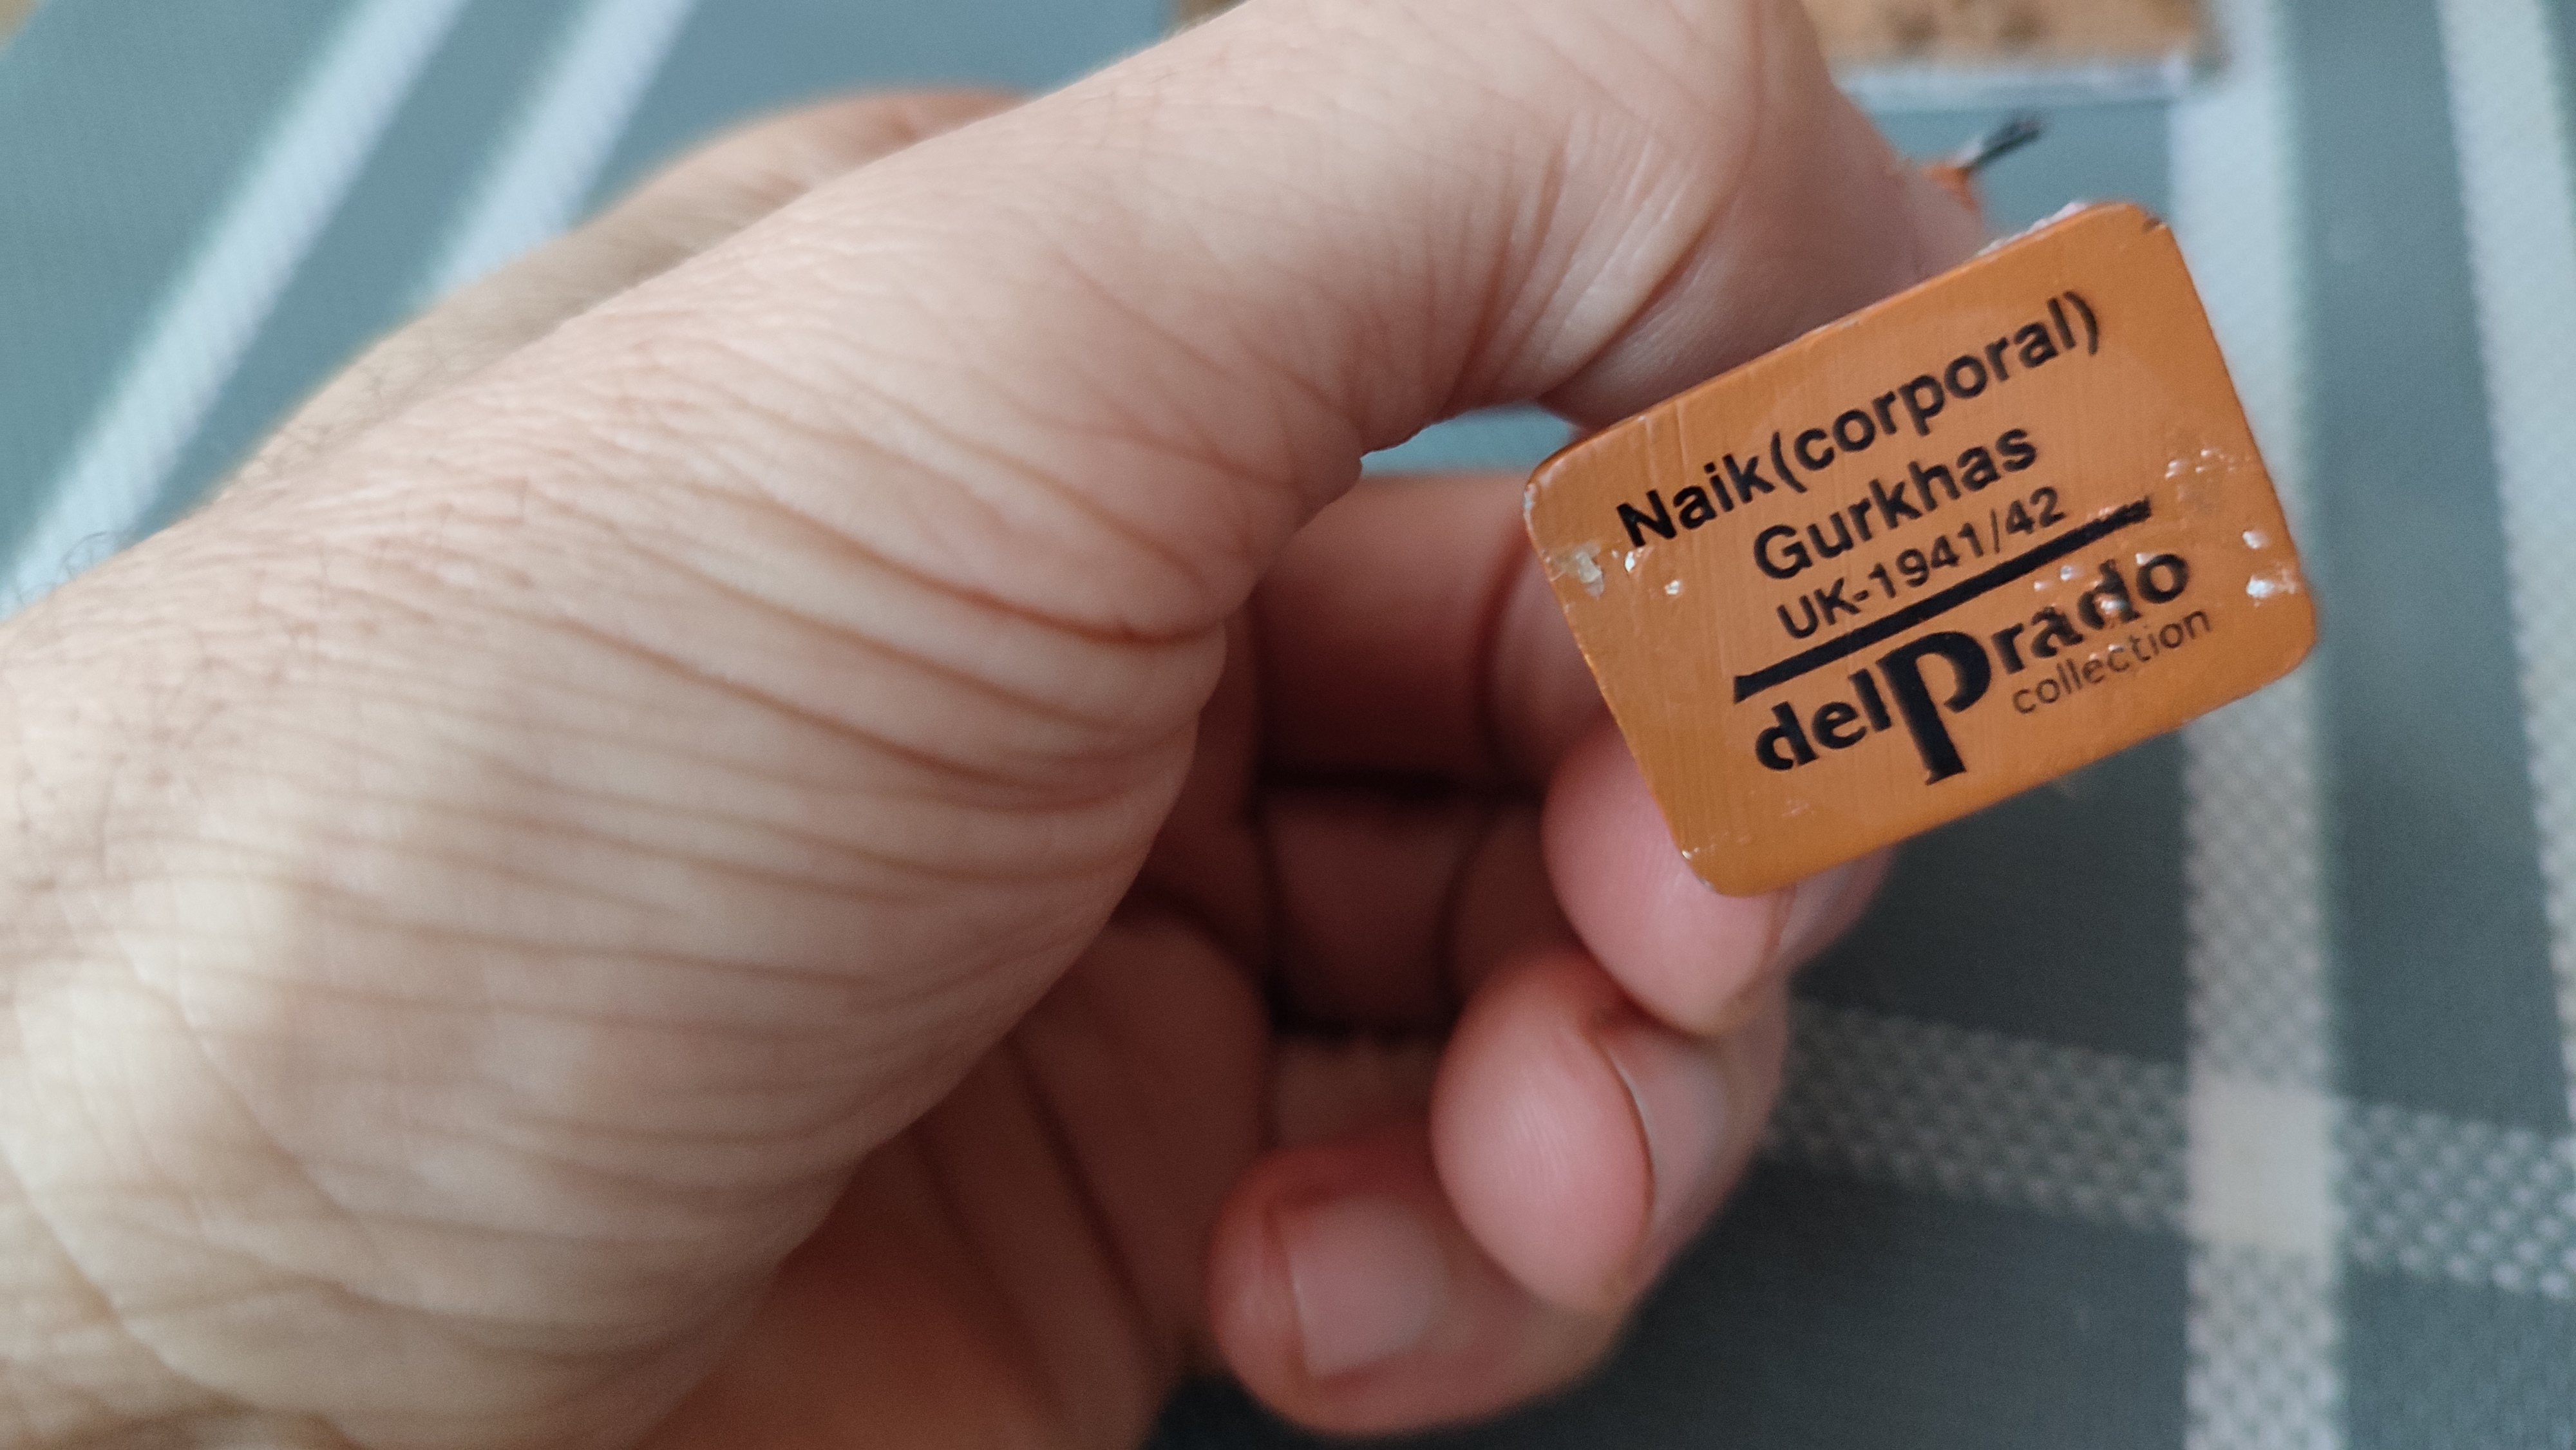 Naik(corporal)
Gurkhas
UK-1941/42
delPrado
collection